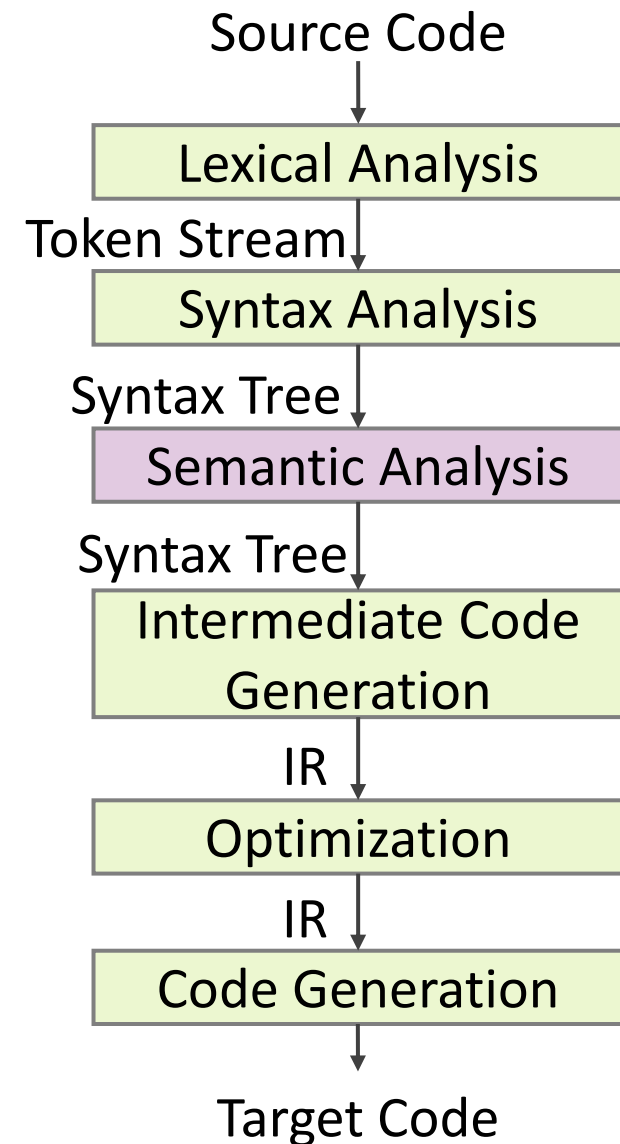 Source Code
Lexical Analysis
Token Stream
Syntax Analysis
Syntax Tree
Semantic Analysis
Syntax Tree
Intermediate Code
Generation
IR
Optimization
IR
Code Generation
Target Code